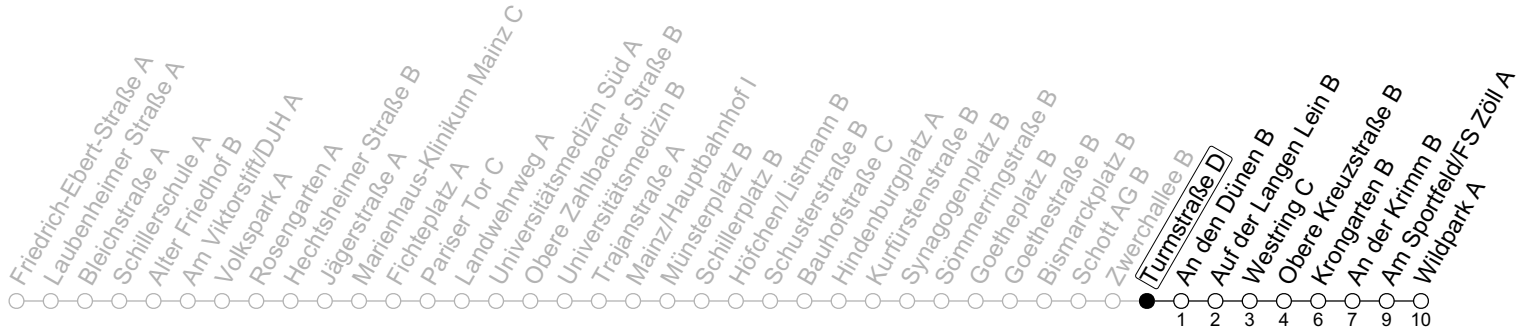 Friedrich-Ebert-Straße A
Laubenheimer Straße A
Bleichstraße A
Schillerschule A
Alter Friedhof B
Am Viktorstift/DJH A
Volkspark A
Rosengarten A
Hechtsheimer Straße B
Jägerstraße A
Marienhaus-Klinikum Mainz C
Fichteplatz A
Pariser Tor C
Landwehrweg A
Universitätsmedizin Süd A
Obere Zahlbacher Straße B
Universitätsmedizin B
Trajanstraße A
Mainz/Hauptbahnhof I
Münsterplatz B
Schillerplatz B
Höfchen/Listmann B
Schusterstraße B
Bauhofstraße C
Hindenburgplatz A
Kurfürstenstraße B
Synagogenplatz B
Sömmerringstraße B
Goetheplatz B
Goethestraße B
Bismarckplatz B
Schott AG B
Zwerchallee B
Turmstraße D
An den Dünen B
Auf der Langen Lein B
Westring C
Obere Kreuzstraße B
Krongarten B
An der Krimm B
Am Sportfeld/FS Zöll A
Wildpark A
1 2 3 4 6 7 9 10